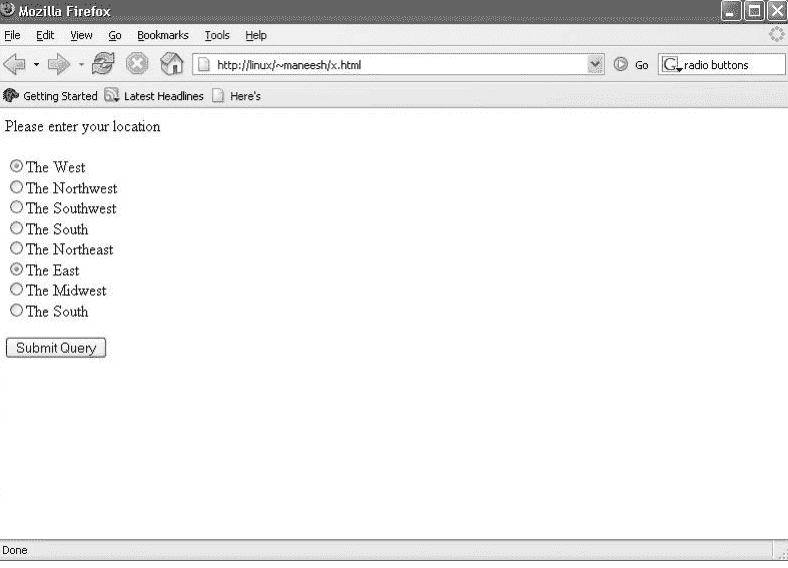 Mozilla Firefox
File Edit View Go Bookmarks Tools Help
http://linux/~maneesh/x.html Go G radio buttons
Getting Started Latest Headlines Here's
Please enter your location
The West
The Northwest
The Southwest
The South
The Northeast
The East
The Midwest
The South
Submit Query
Done